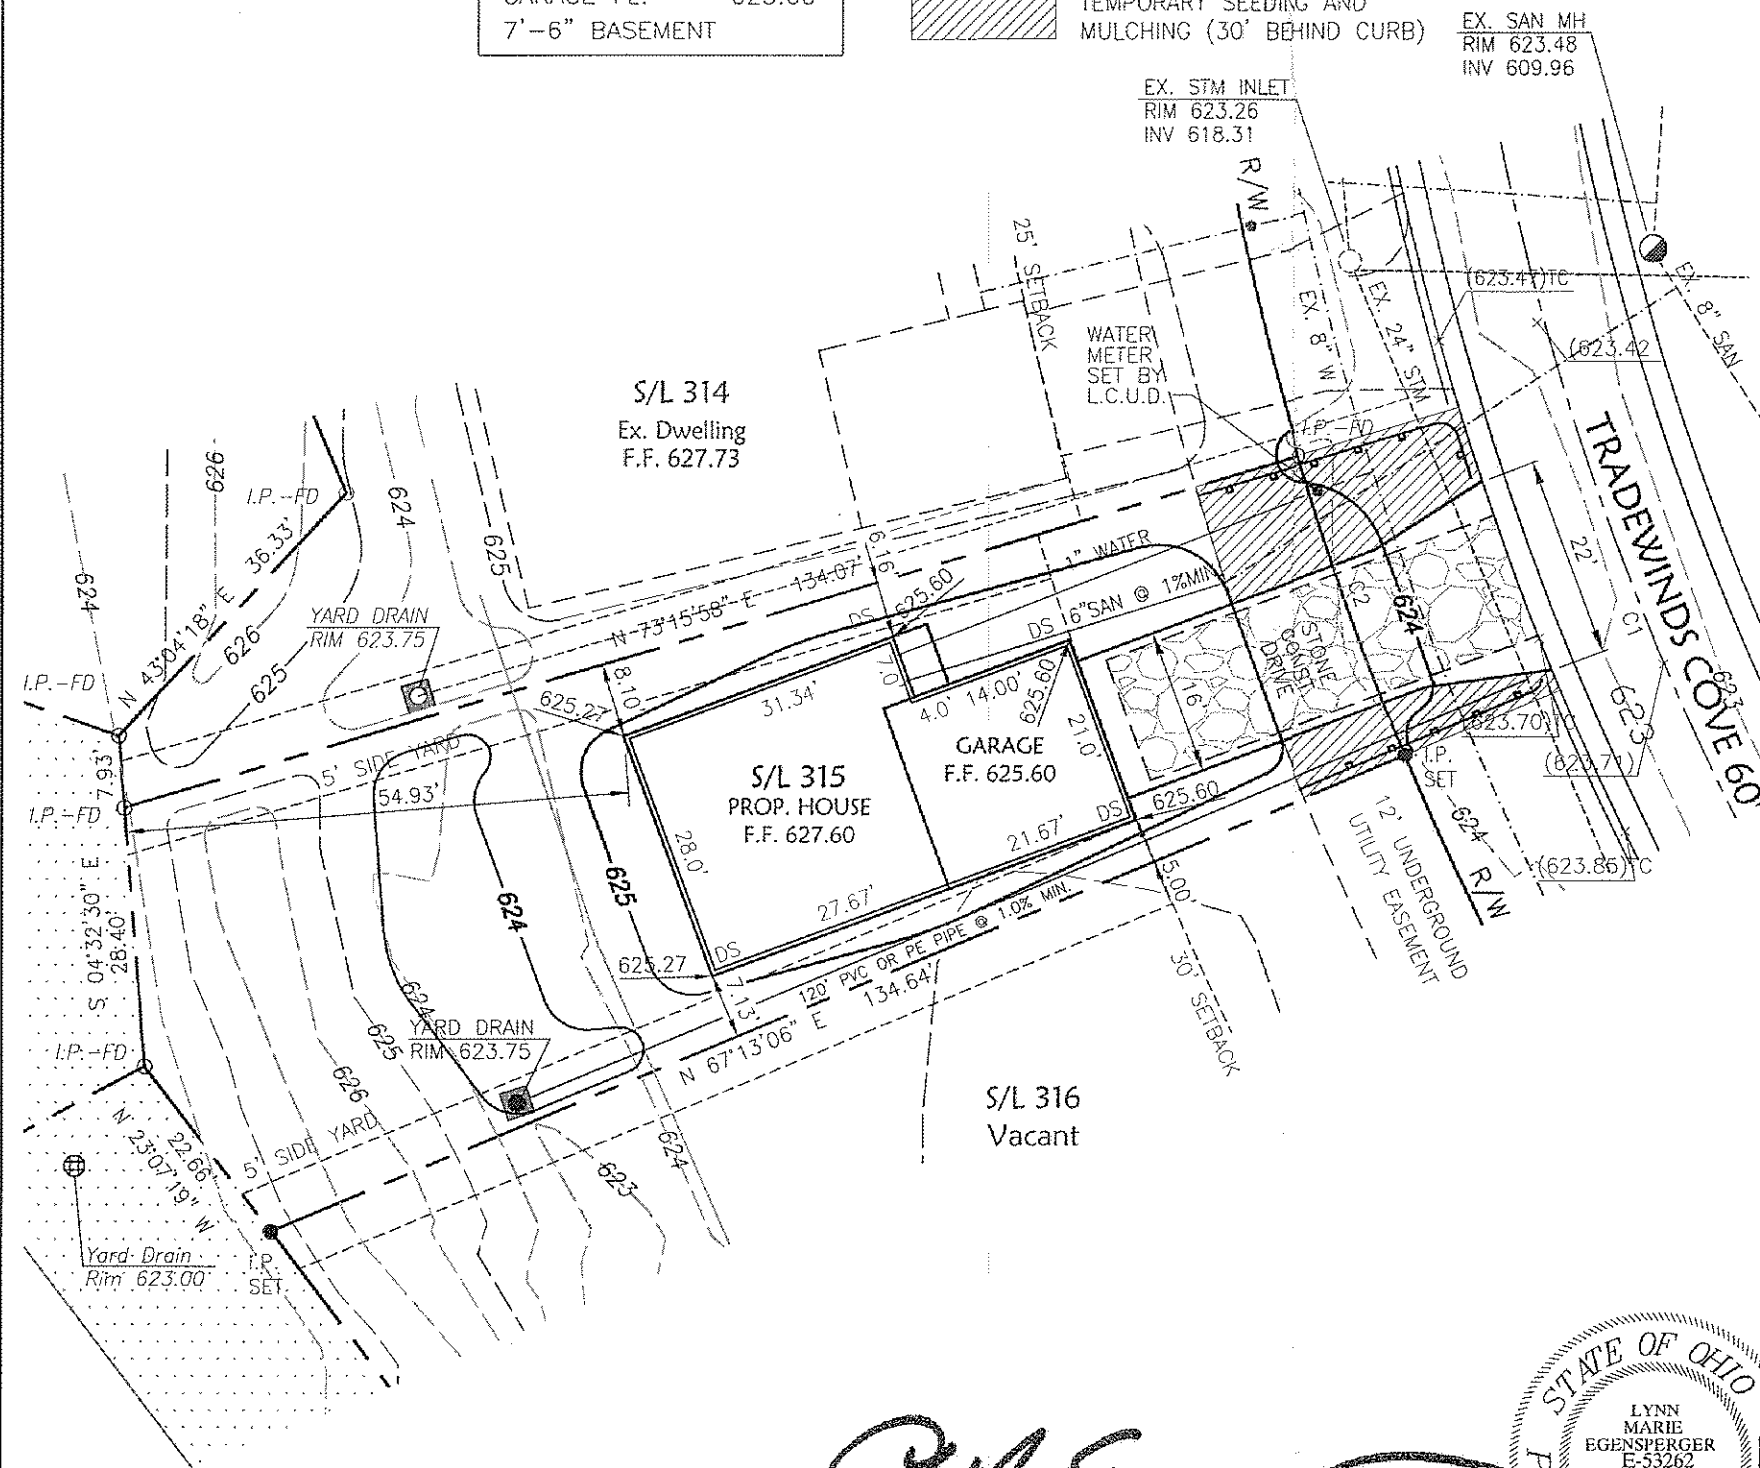 7'-6" BASEMENT
TEMPORARY SEEDING AND
MULCHING (30' BEHIND CURB)
EX. SAN MH
RIM 623.48
INV 609.96
EX. STM INLET
RIM 623.26
INV 618.31
R/W
25' SETBACK
EX. 8" W
EX. 24" STM
(623.47)TC
(623.42
EX. 8" SAN
WATER
METER
SET BY
L.C.U.D.
S/L 314
Ex. Dwelling
F.F. 627.73
I.P.-FD
TRADEWINDS COVE 60'
626
I.P.-FD
624
625
36.33'
624
N 43°04'18" E
626
625
YARD DRAIN
RIM 623.75
N 73°15'58" E 134.07'
6.16'
1" WATER
6"SAN @ 1%MIN
22'
C2
C1
624
DS
625.60
DS
STONE
CONST.
DRIVE
I.P.-FD
7.93'
8.10'
625.27
31.34'
7.0'
4.0'
14.00'
625.60
21.0'
16'
623
623
GARAGE
F.F. 625.60
S/L 315
PROP. HOUSE
F.F. 627.60
5' SIDE YARD
54.93'
I.P.-FD
(623.70)TC
(623.71)
I.P.
SET
DS
625.60
21.67'
28.0'
27.67'
625
624
12' UNDERGROUND
UTILITY EASEMENT
624
R/W
(623.85)TC
S 04°32'30" E
28.40'
5.00'
DS
625.27
7.13'
120' PVC OR PE PIPE @ 1.0% MIN.
N 67°13'06" E
134.64'
30' SETBACK
624
625
626
YARD DRAIN
RIM 623.75
I.P.-FD
S/L 316
Vacant
N 23°07'19" W
22.66'
5' SIDE YARD
624
623
Yard Drain
Rim 623.00
I.P.
SET
STATE OF OHIO
LYNN
MARIE
EGENSPERGER
E-53262